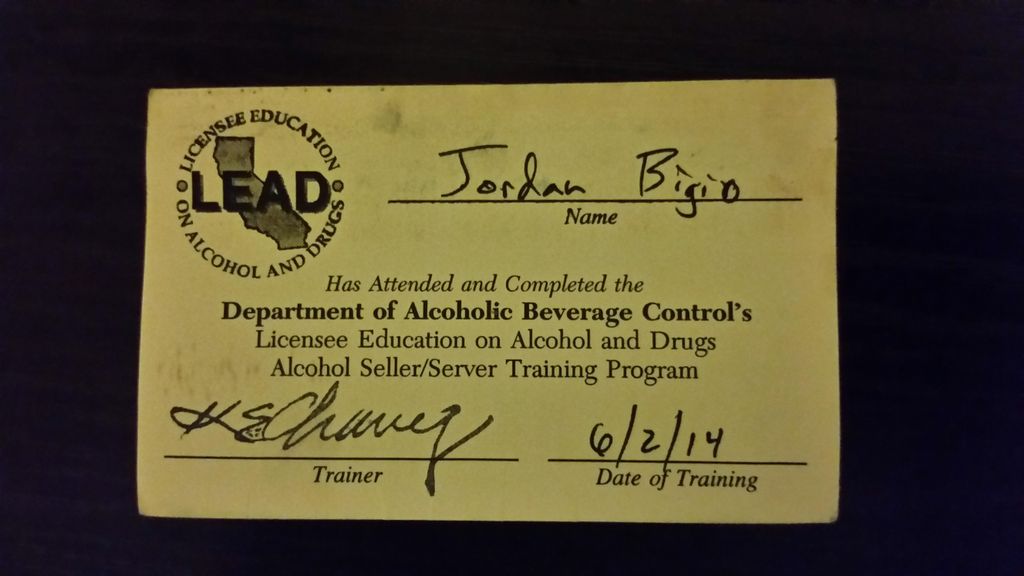 LICENSEE EDUCATION
LEAD
ON ALCOHOL AND DRUGS
Jordan Bigio
Name
Has Attended and Completed the
Department of Alcoholic Beverage Control's
Licensee Education on Alcohol and Drugs
Alcohol Seller/Server Training Program
6/2/14
Trainer
Date of Training